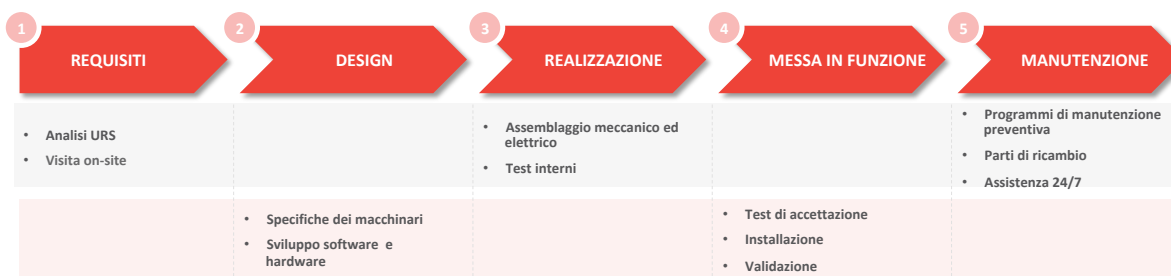 1
REQUISITI
2
DESIGN
3
REALIZZAZIONE
4
MESSA IN FUNZIONE
5
MANUTENZIONE
• Analisi URS
• Visita on-site
• Assemblaggio meccanico ed
elettrico
• Test interni
• Programmi di manutenzione
preventiva
• Parti di ricambio
• Assistenza 24/7
• Specifiche dei macchinari
• Sviluppo software e
hardware
• Test di accettazione
• Installazione
• Validazione